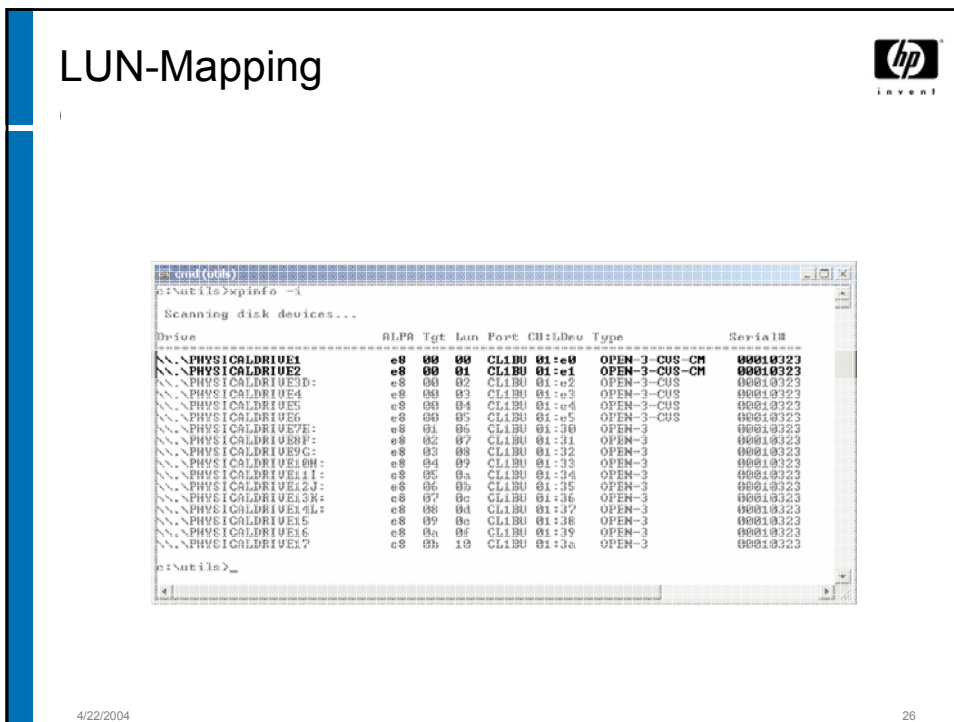 LUN-Mapping
hp
invent
cmd (utils)
c:\utils>xpinfo -i
Scanning disk devices...
Drive ALPA Tgt Lun Port CU:LDev Type Serial#
\\.\PHYSICALDRIVE1 e8 00 00 CL1BU 01:e0 OPEN-3-CVS-CM 00010323
\\.\PHYSICALDRIVE2 e8 00 01 CL1BU 01:e1 OPEN-3-CVS-CM 00010323
\\.\PHYSICALDRIVE3D: e8 00 02 CL1BU 01:e2 OPEN-3-CVS 00010323
\\.\PHYSICALDRIVE4 e8 00 03 CL1BU 01:e3 OPEN-3-CVS 00010323
\\.\PHYSICALDRIVE5 e8 00 04 CL1BU 01:e4 OPEN-3-CVS 00010323
\\.\PHYSICALDRIVE6 e8 00 05 CL1BU 01:e5 OPEN-3-CVS 00010323
\\.\PHYSICALDRIVE7E: e8 01 06 CL1BU 01:30 OPEN-3 00010323
\\.\PHYSICALDRIVE8F: e8 02 07 CL1BU 01:31 OPEN-3 00010323
\\.\PHYSICALDRIVE9G: e8 03 08 CL1BU 01:32 OPEN-3 00010323
\\.\PHYSICALDRIVE10H: e8 04 09 CL1BU 01:33 OPEN-3 00010323
\\.\PHYSICALDRIVE11I: e8 05 0a CL1BU 01:34 OPEN-3 00010323
\\.\PHYSICALDRIVE12J: e8 06 0b CL1BU 01:35 OPEN-3 00010323
\\.\PHYSICALDRIVE13K: e8 07 0c CL1BU 01:36 OPEN-3 00010323
\\.\PHYSICALDRIVE14L: e8 08 0d CL1BU 01:37 OPEN-3 00010323
\\.\PHYSICALDRIVE15 e8 09 0e CL1BU 01:38 OPEN-3 00010323
\\.\PHYSICALDRIVE16 e8 0a 0f CL1BU 01:39 OPEN-3 00010323
\\.\PHYSICALDRIVE17 e8 0b 10 CL1BU 01:3a OPEN-3 00010323
c:\utils>_
4/22/2004
26